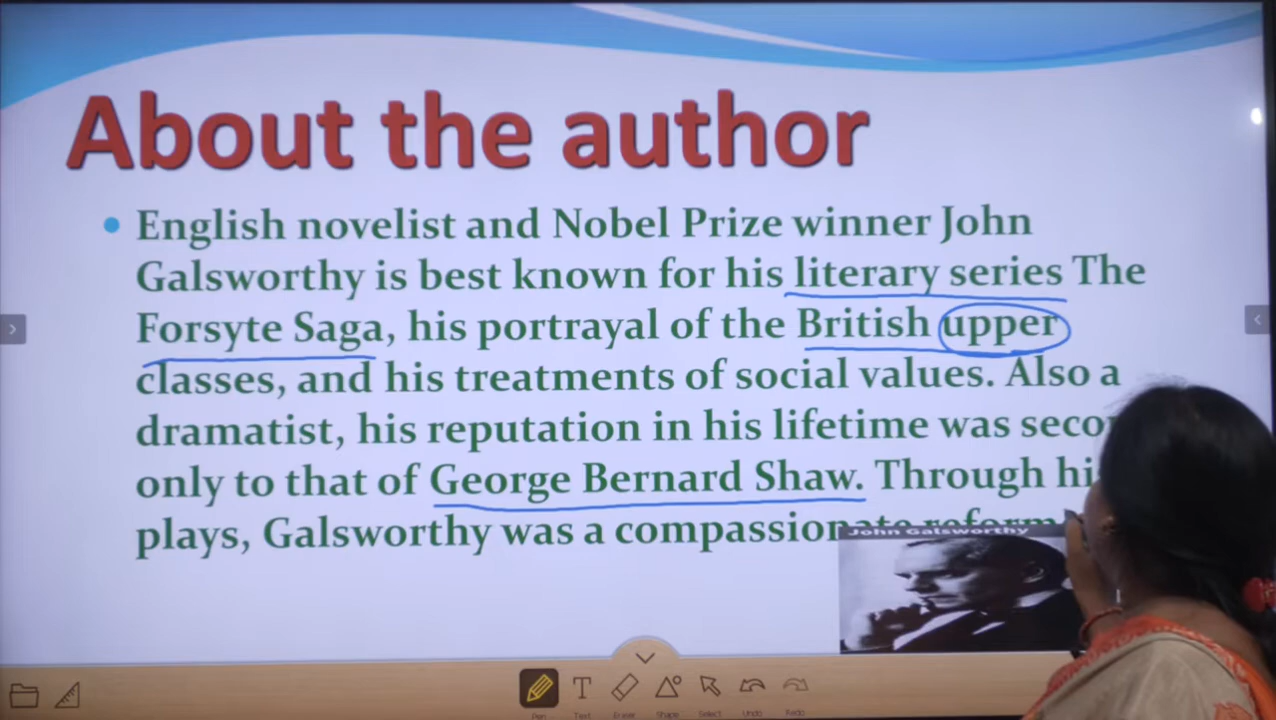 About the author
English novelist and Nobel Prize winner John
Galsworthy is best known for his literary series The
Forsyte Saga, his portrayal of the British upper
classes, and his treatments of social values. Also a
dramatist, his reputation in his lifetime was seco
only to that of George Bernard Shaw. Through hi
plays, Galsworthy was a compassionate reform
John Galsworthy
Pen Text Eraser Shape Select Undo Redo